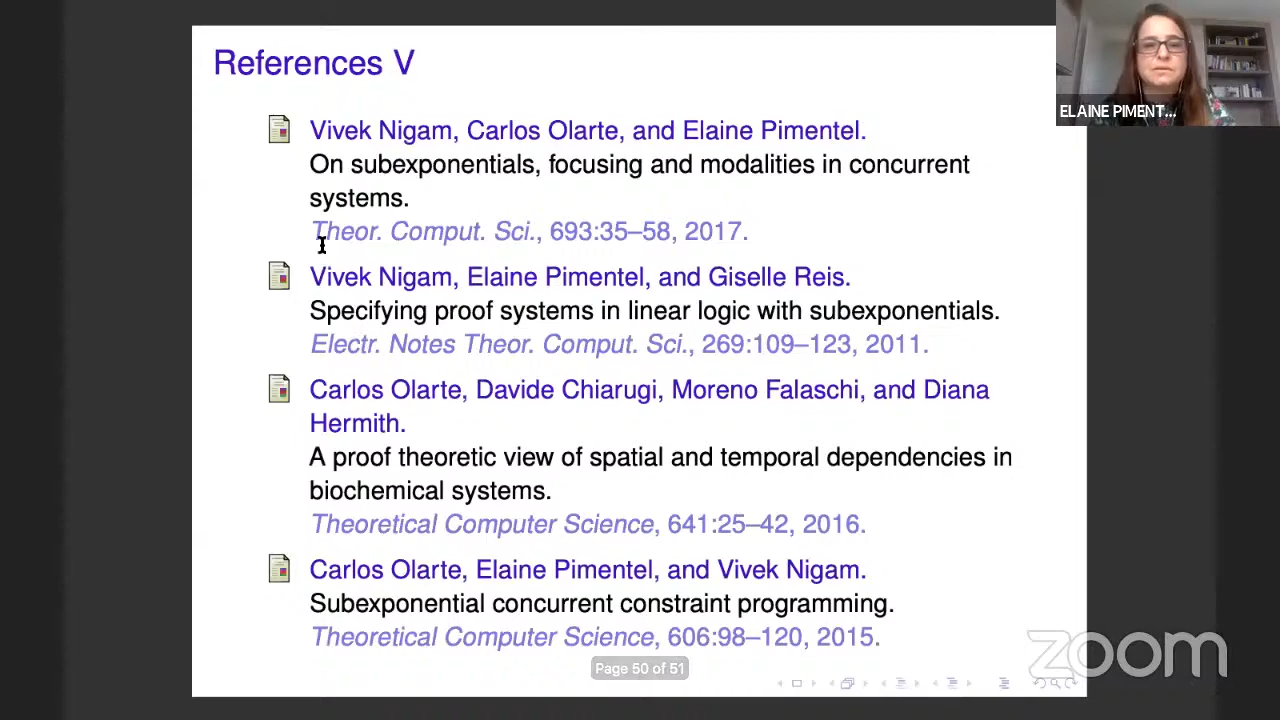 References V
ELAINE PIMENT...
Vivek Nigam, Carlos Olarte, and Elaine Pimentel.
On subexponentials, focusing and modalities in concurrent
systems.
Theor. Comput. Sci., 693:35–58, 2017.
Vivek Nigam, Elaine Pimentel, and Giselle Reis.
Specifying proof systems in linear logic with subexponentials.
Electr. Notes Theor. Comput. Sci., 269:109–123, 2011.
Carlos Olarte, Davide Chiarugi, Moreno Falaschi, and Diana
Hermith.
A proof theoretic view of spatial and temporal dependencies in
biochemical systems.
Theoretical Computer Science, 641:25–42, 2016.
Carlos Olarte, Elaine Pimentel, and Vivek Nigam.
Subexponential concurrent constraint programming.
Theoretical Computer Science, 606:98–120, 2015.
Page 50 of 51
zoom